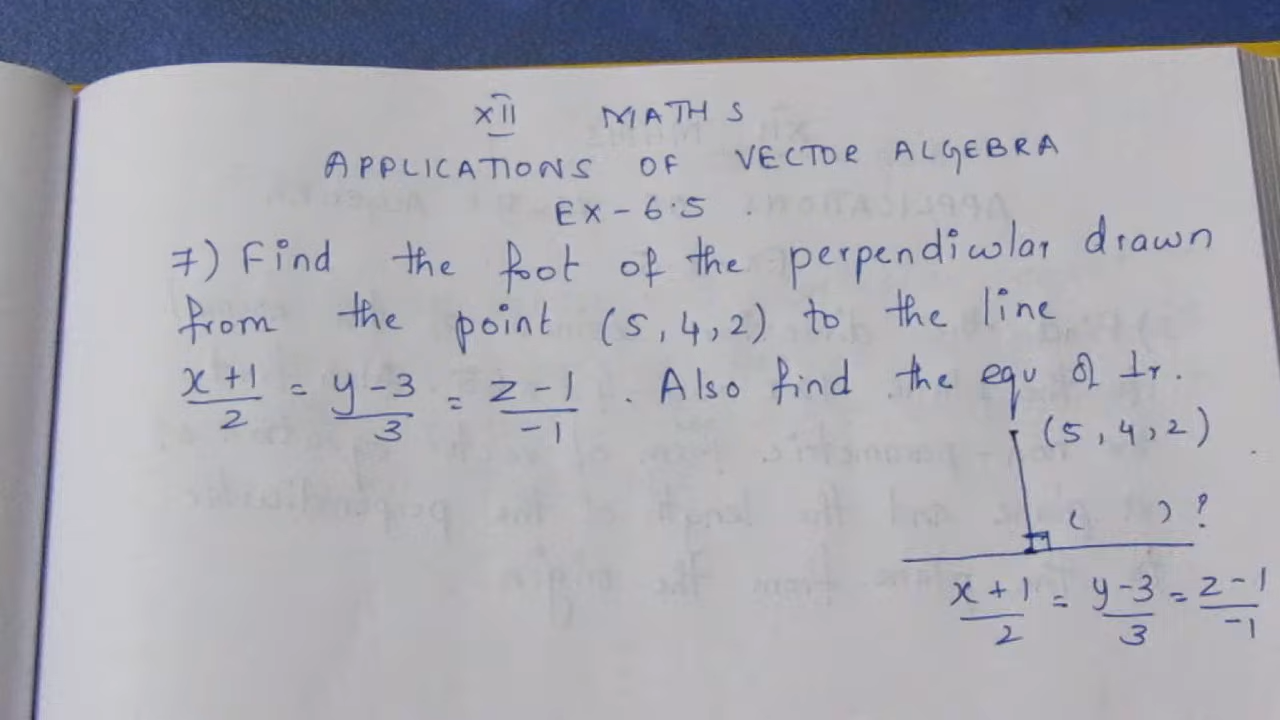 XII MATHS
APPLICATIONS OF VECTOR ALGEBRA
EX-6.5
7) Find the foot of the perpendicular drawn
from the point (5,4,2) to the line
x+1/2 = y-3/3 = z-1/-1 . Also find the equ of tr.
(5,4,2)
( ) ?
x+1/2 = y-3/3 = z-1/-1